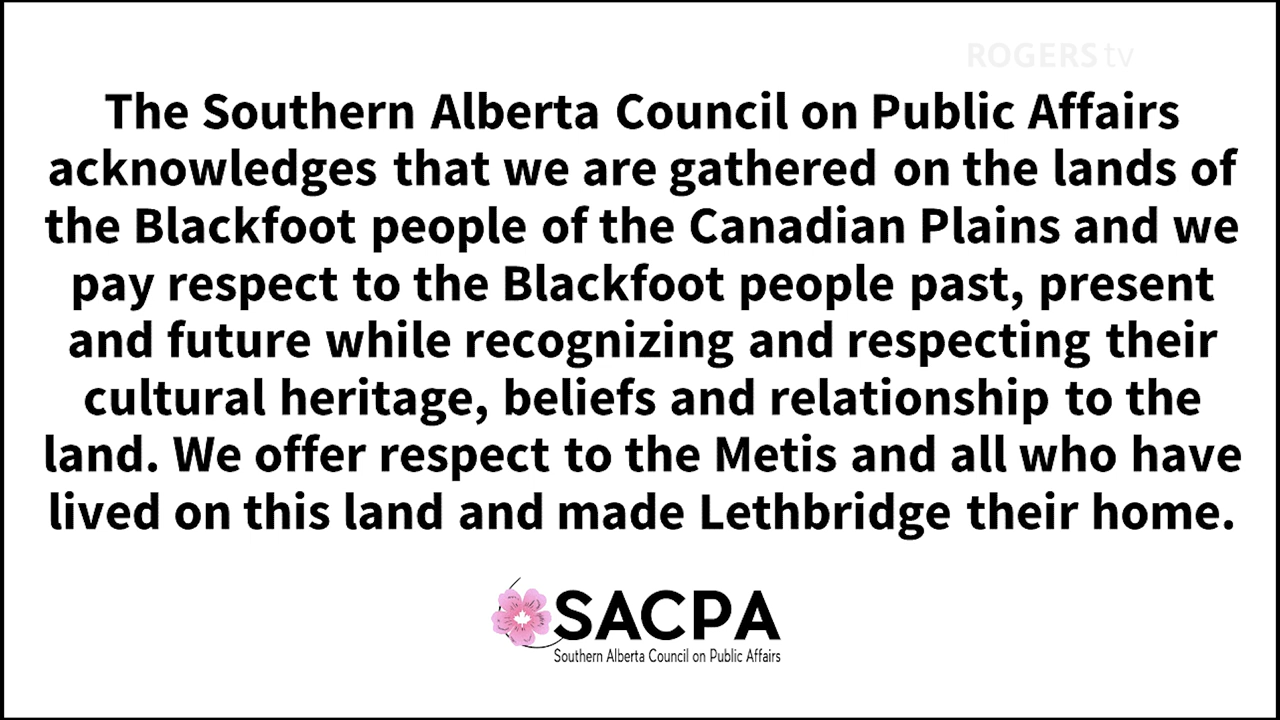 ROGERS tv
The Southern Alberta Council on Public Affairs
acknowledges that we are gathered on the lands of
the Blackfoot people of the Canadian Plains and we
pay respect to the Blackfoot people past, present
and future while recognizing and respecting their
cultural heritage, beliefs and relationship to the
land. We offer respect to the Metis and all who have
lived on this land and made Lethbridge their home.
SACPA
Southern Alberta Council on Public Affairs